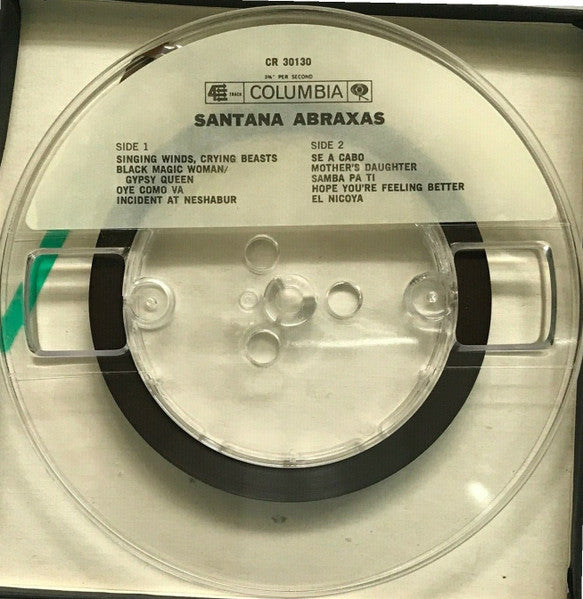 CR 30130
3¾" PER SECOND
4 TRACK COLUMBIA
SANTANA ABRAXAS
SIDE 1
SINGING WINDS, CRYING BEASTS
BLACK MAGIC WOMAN/
GYPSY QUEEN
OYE COMO VA
INCIDENT AT NESHABUR
SIDE 2
SE A CABO
MOTHER'S DAUGHTER
SAMBA PA TI
HOPE YOU'RE FEELING BETTER
EL NICOYA